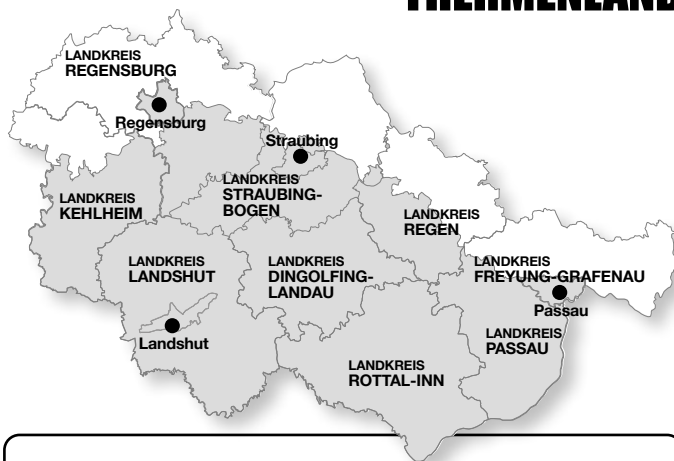 THERMENLAND
LANDKREIS
REGENSBURG
Regensburg
Straubing
LANDKREIS
STRAUBING-
BOGEN
LANDKREIS
KEHLHEIM
LANDKREIS
REGEN
LANDKREIS
LANDSHUT
LANDKREIS
DINGOLFING-
LANDAU
LANDKREIS
FREYUNG-GRAFENAU
Passau
LANDKREIS
PASSAU
Landshut
LANDKREIS
ROTTAL-INN